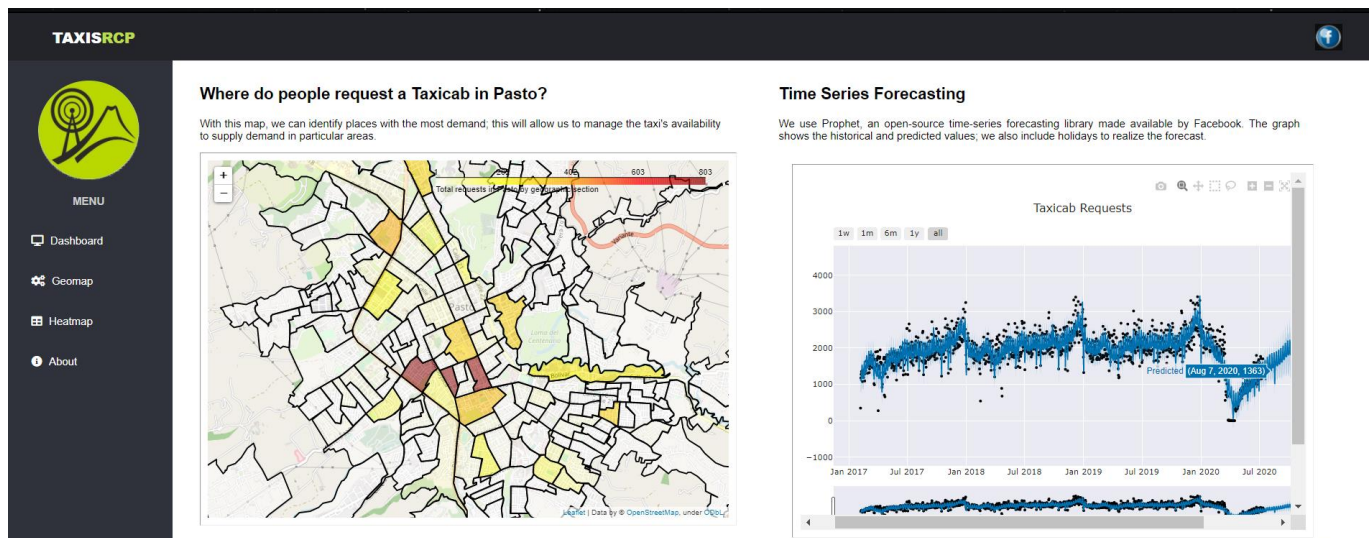 TAXISRCP
MENU
Dashboard
Geomap
Heatmap
About
Where do people request a Taxicab in Pasto?
With this map, we can identify places with the most demand; this will allow us to manage the taxi's availability
to supply demand in particular areas.
+
−
1
402
603
803
Total requests in Pasto by geographic section
Pasto
Variante
Leaflet | Data by © OpenStreetMap, under ODbL.
Time Series Forecasting
We use Prophet, an open-source time-series forecasting library made available by Facebook. The graph
shows the historical and predicted values; we also include holidays to realize the forecast.
Taxicab Requests
1w 1m 6m 1y all
4000
3000
2000
1000
0
−1000
Predicted (Aug 7, 2020, 1363)
Jan 2017 Jul 2017 Jan 2018 Jul 2018 Jan 2019 Jul 2019 Jan 2020 Jul 2020